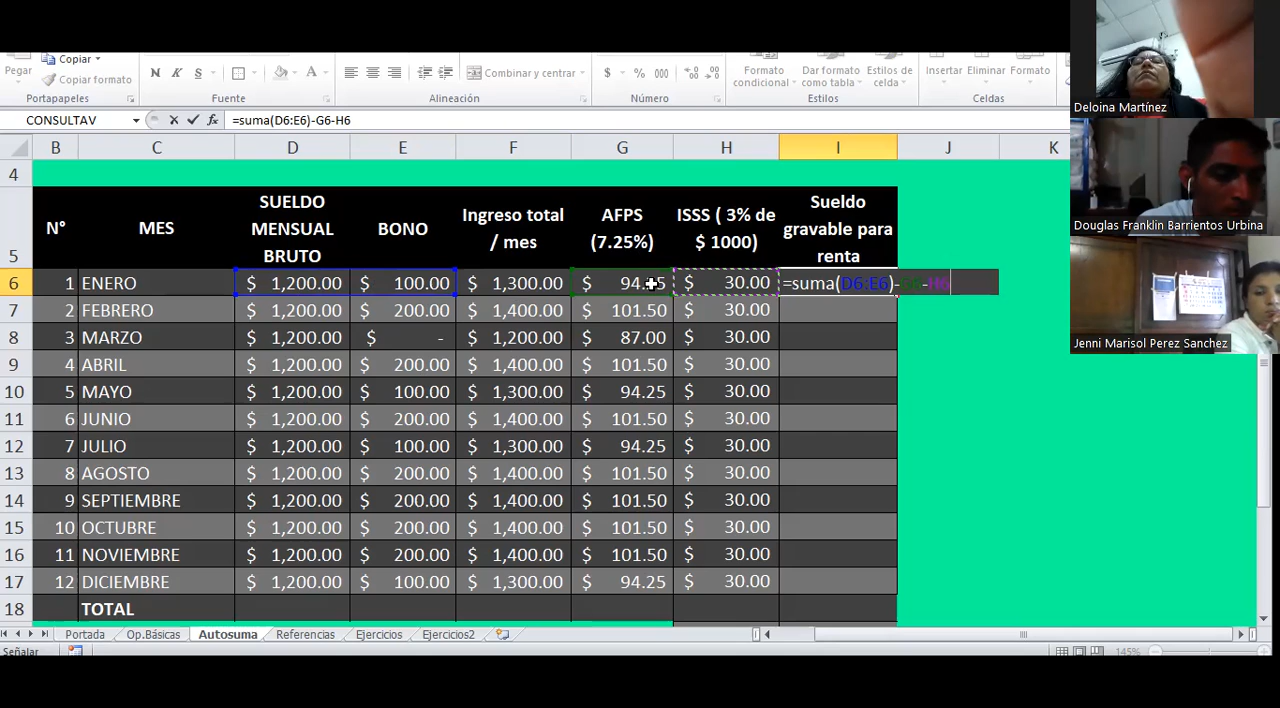 Pegar
Copiar
Copiar formato
Portapapeles
N K S
A
Fuente
Combinar y centrar
Alineación
$ % 000
Número
Formato condicional
Dar formato como tabla
Estilos de celda
Estilos
Insertar Eliminar Formato
Celdas
CONSULTAV
fx
=suma(D6:E6)-G6-H6
B C D E F G H I J K
4
5 N° MES SUELDO MENSUAL BRUTO BONO Ingreso total / mes AFPS (7.25%) ISSS ( 3% de $ 1000) Sueldo gravable para renta
6 1 ENERO $ 1,200.00 $ 100.00 $ 1,300.00 $ 94. 5 $ 30.00 =suma(D6:E6)-G6-H6
7 2 FEBRERO $ 1,200.00 $ 200.00 $ 1,400.00 $ 101.50 $ 30.00
8 3 MARZO $ 1,200.00 $ - $ 1,200.00 $ 87.00 $ 30.00
9 4 ABRIL $ 1,200.00 $ 200.00 $ 1,400.00 $ 101.50 $ 30.00
10 5 MAYO $ 1,200.00 $ 100.00 $ 1,300.00 $ 94.25 $ 30.00
11 6 JUNIO $ 1,200.00 $ 200.00 $ 1,400.00 $ 101.50 $ 30.00
12 7 JULIO $ 1,200.00 $ 100.00 $ 1,300.00 $ 94.25 $ 30.00
13 8 AGOSTO $ 1,200.00 $ 200.00 $ 1,400.00 $ 101.50 $ 30.00
14 9 SEPTIEMBRE $ 1,200.00 $ 200.00 $ 1,400.00 $ 101.50 $ 30.00
15 10 OCTUBRE $ 1,200.00 $ 200.00 $ 1,400.00 $ 101.50 $ 30.00
16 11 NOVIEMBRE $ 1,200.00 $ 200.00 $ 1,400.00 $ 101.50 $ 30.00
17 12 DICIEMBRE $ 1,200.00 $ 100.00 $ 1,300.00 $ 94.25 $ 30.00
18 TOTAL
Portada Op.Básicas Autosuma Referencias Ejercicios Ejercicios2
Señalar
145%
Deloina Martínez
Douglas Franklin Barrientos Urbina
Jenni Marisol Perez Sanchez